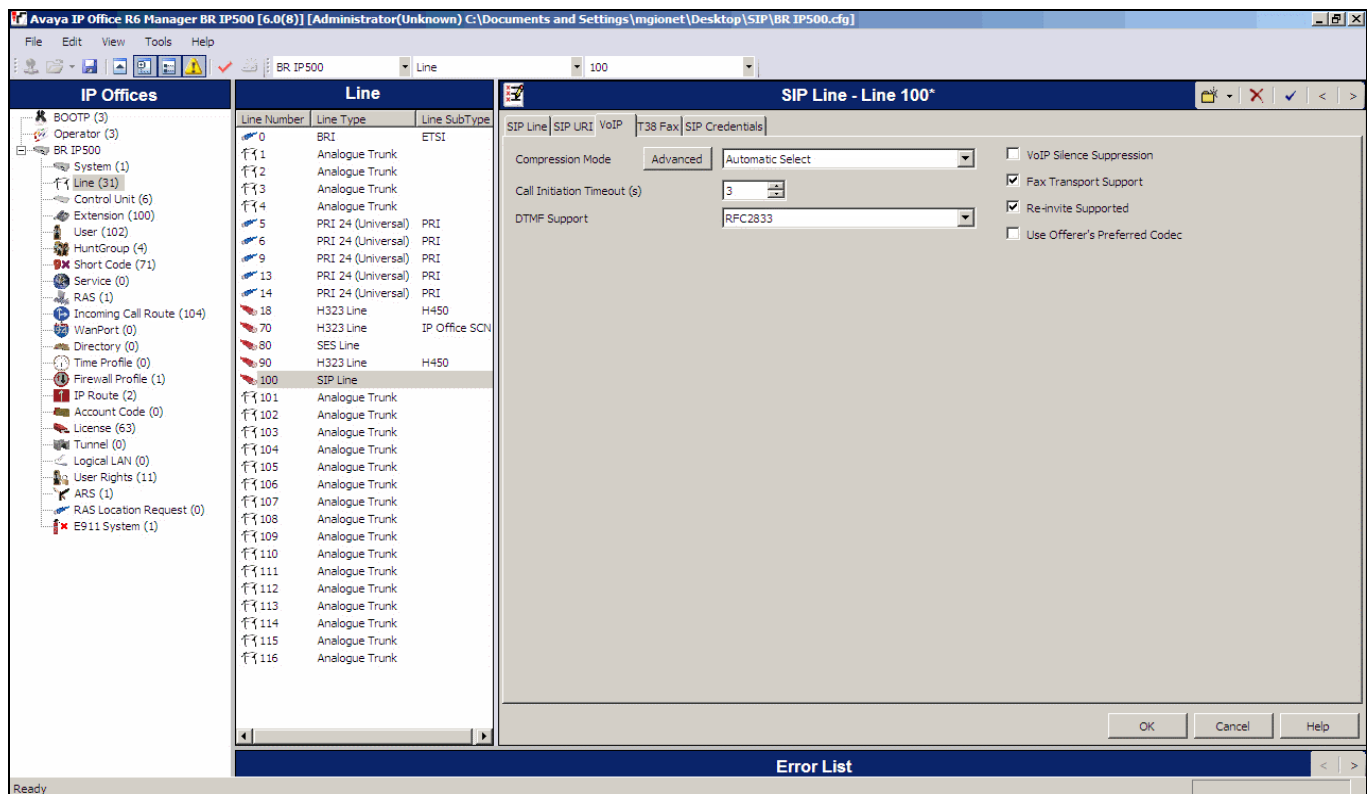 Avaya IP Office R6 Manager BR IP500 [6.0(8)] [Administrator(Unknown) C:\Documents and Settings\mgionet\Desktop\SIP\BR IP500.cfg]
File Edit View Tools Help
BR IP500 Line 100
IP Offices
BOOTP (3)
Operator (3)
BR IP500
System (1)
Line (31)
Control Unit (6)
Extension (100)
User (102)
HuntGroup (4)
Short Code (71)
Service (0)
RAS (1)
Incoming Call Route (104)
WanPort (0)
Directory (0)
Time Profile (0)
Firewall Profile (1)
IP Route (2)
Account Code (0)
License (63)
Tunnel (0)
Logical LAN (0)
User Rights (11)
ARS (1)
RAS Location Request (0)
E911 System (1)
Line
Line Number Line Type Line SubType
0 BRI ETSI
1 Analogue Trunk
2 Analogue Trunk
3 Analogue Trunk
4 Analogue Trunk
5 PRI 24 (Universal) PRI
6 PRI 24 (Universal) PRI
9 PRI 24 (Universal) PRI
13 PRI 24 (Universal) PRI
14 PRI 24 (Universal) PRI
18 H323 Line H450
70 H323 Line IP Office SCN
80 SES Line
90 H323 Line H450
100 SIP Line
101 Analogue Trunk
102 Analogue Trunk
103 Analogue Trunk
104 Analogue Trunk
105 Analogue Trunk
106 Analogue Trunk
107 Analogue Trunk
108 Analogue Trunk
109 Analogue Trunk
110 Analogue Trunk
111 Analogue Trunk
112 Analogue Trunk
113 Analogue Trunk
114 Analogue Trunk
115 Analogue Trunk
116 Analogue Trunk
SIP Line - Line 100*
SIP Line SIP URI VoIP T38 Fax SIP Credentials
Compression Mode Advanced Automatic Select
Call Initiation Timeout (s) 3
DTMF Support RFC2833
VoIP Silence Suppression
Fax Transport Support
Re-invite Supported
Use Offerer's Preferred Codec
OK Cancel Help
Error List
Ready